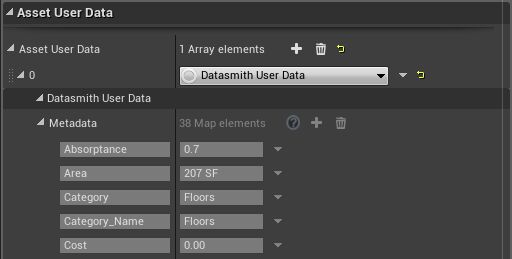 Asset User Data
Asset User Data 1 Array elements
0 Datasmith User Data
Datasmith User Data
Metadata 38 Map elements ?
Absorptance 0.7
Area 207 SF
Category Floors
Category_Name Floors
Cost 0.00